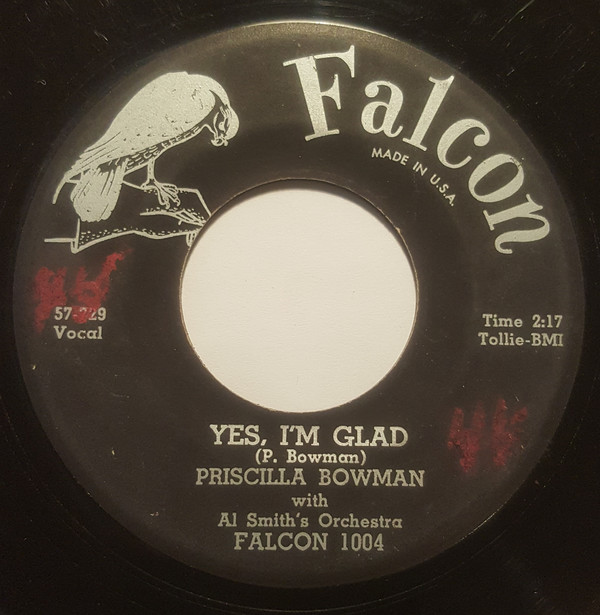 Falcon
MADE IN U.S.A.
Vocal
Time 2:17
Tollie-BMI
YES, I'M GLAD
(P. Bowman)
PRISCILLA BOWMAN
with
Al Smith's Orchestra
FALCON 1004